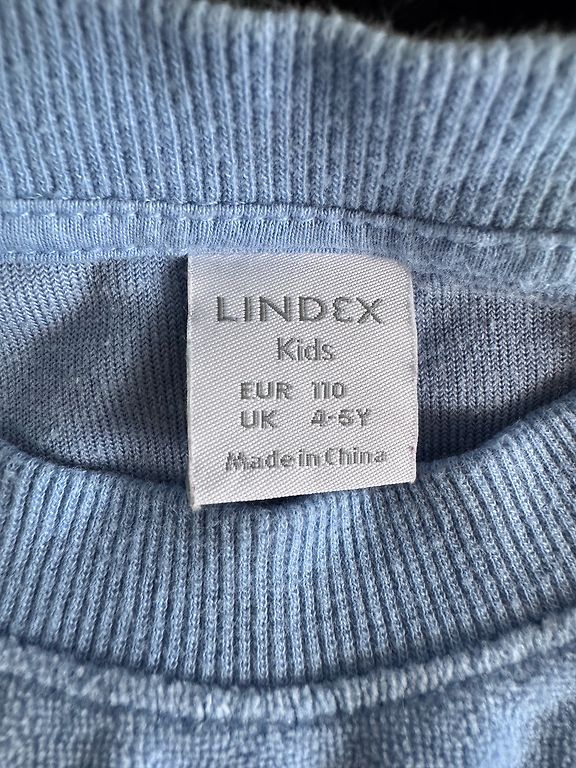 LINDEX
Kids
EUR 110
UK 4-5Y
Made in China